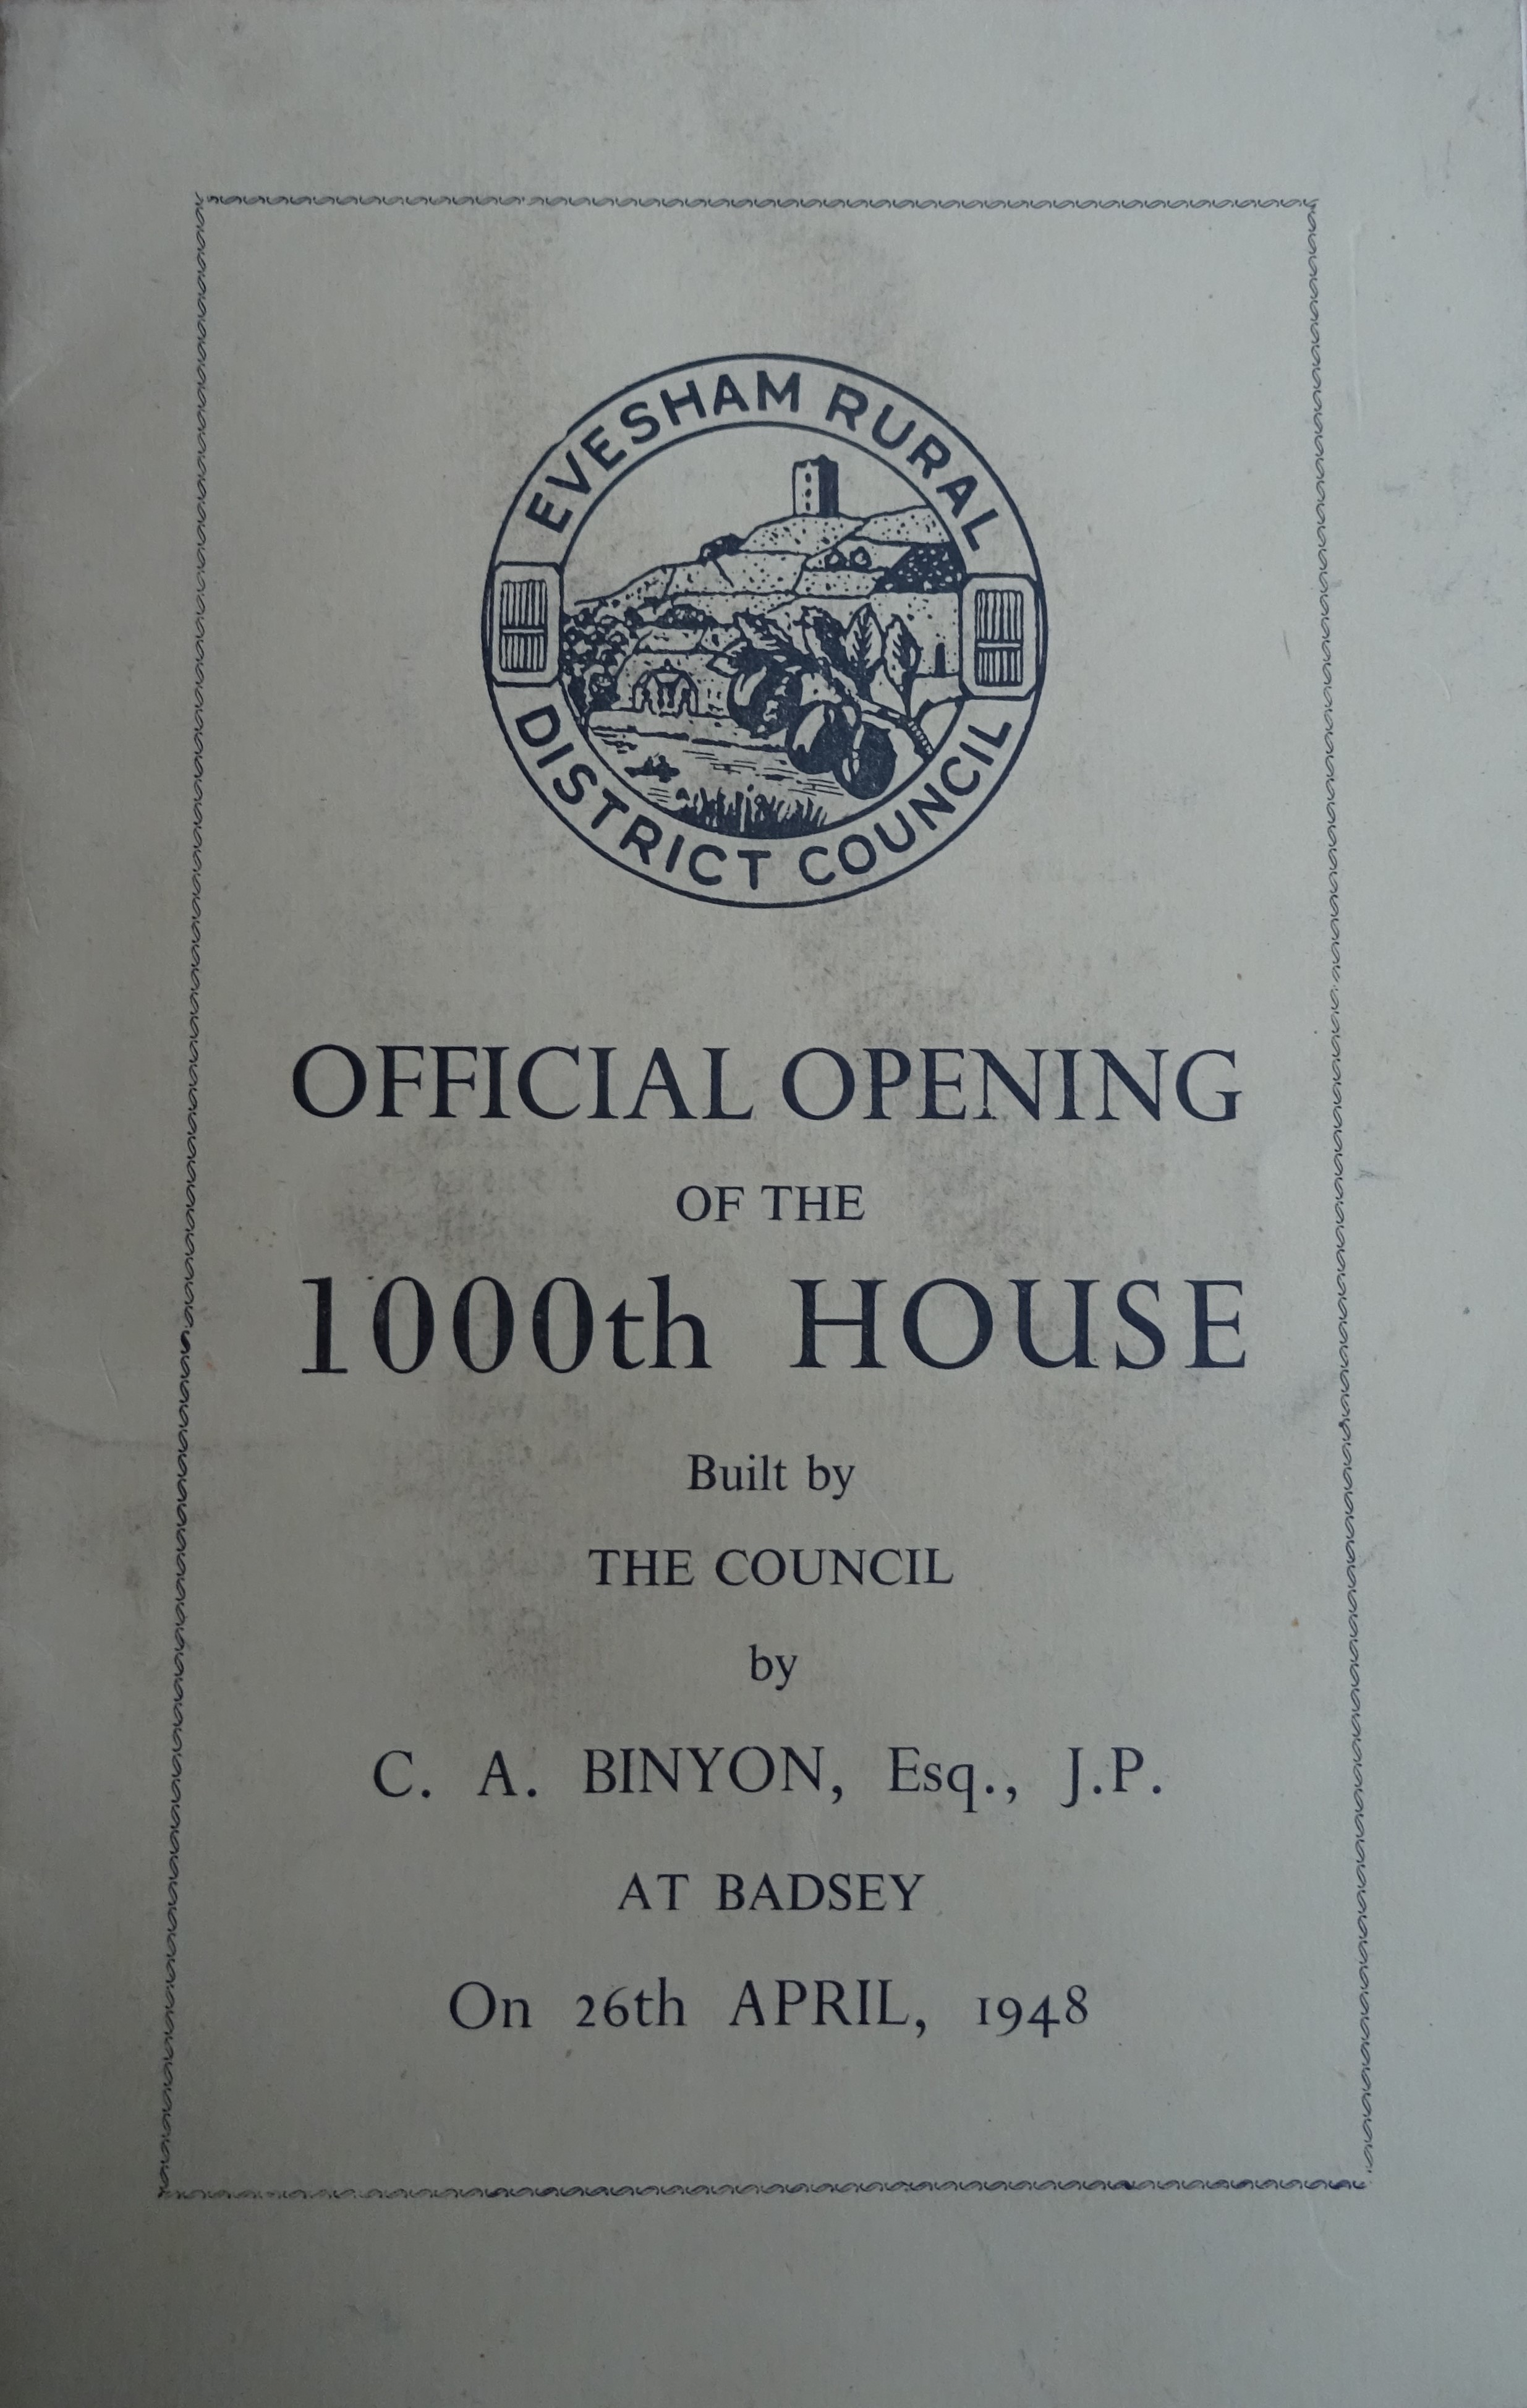 EVESHAM RURAL
DISTRICT COUNCIL
OFFICIAL OPENING
OF THE
1000th HOUSE
Built by
THE COUNCIL
by
C. A. BINYON, Esq., J.P.
AT BADSEY
On 26th APRIL, 1948